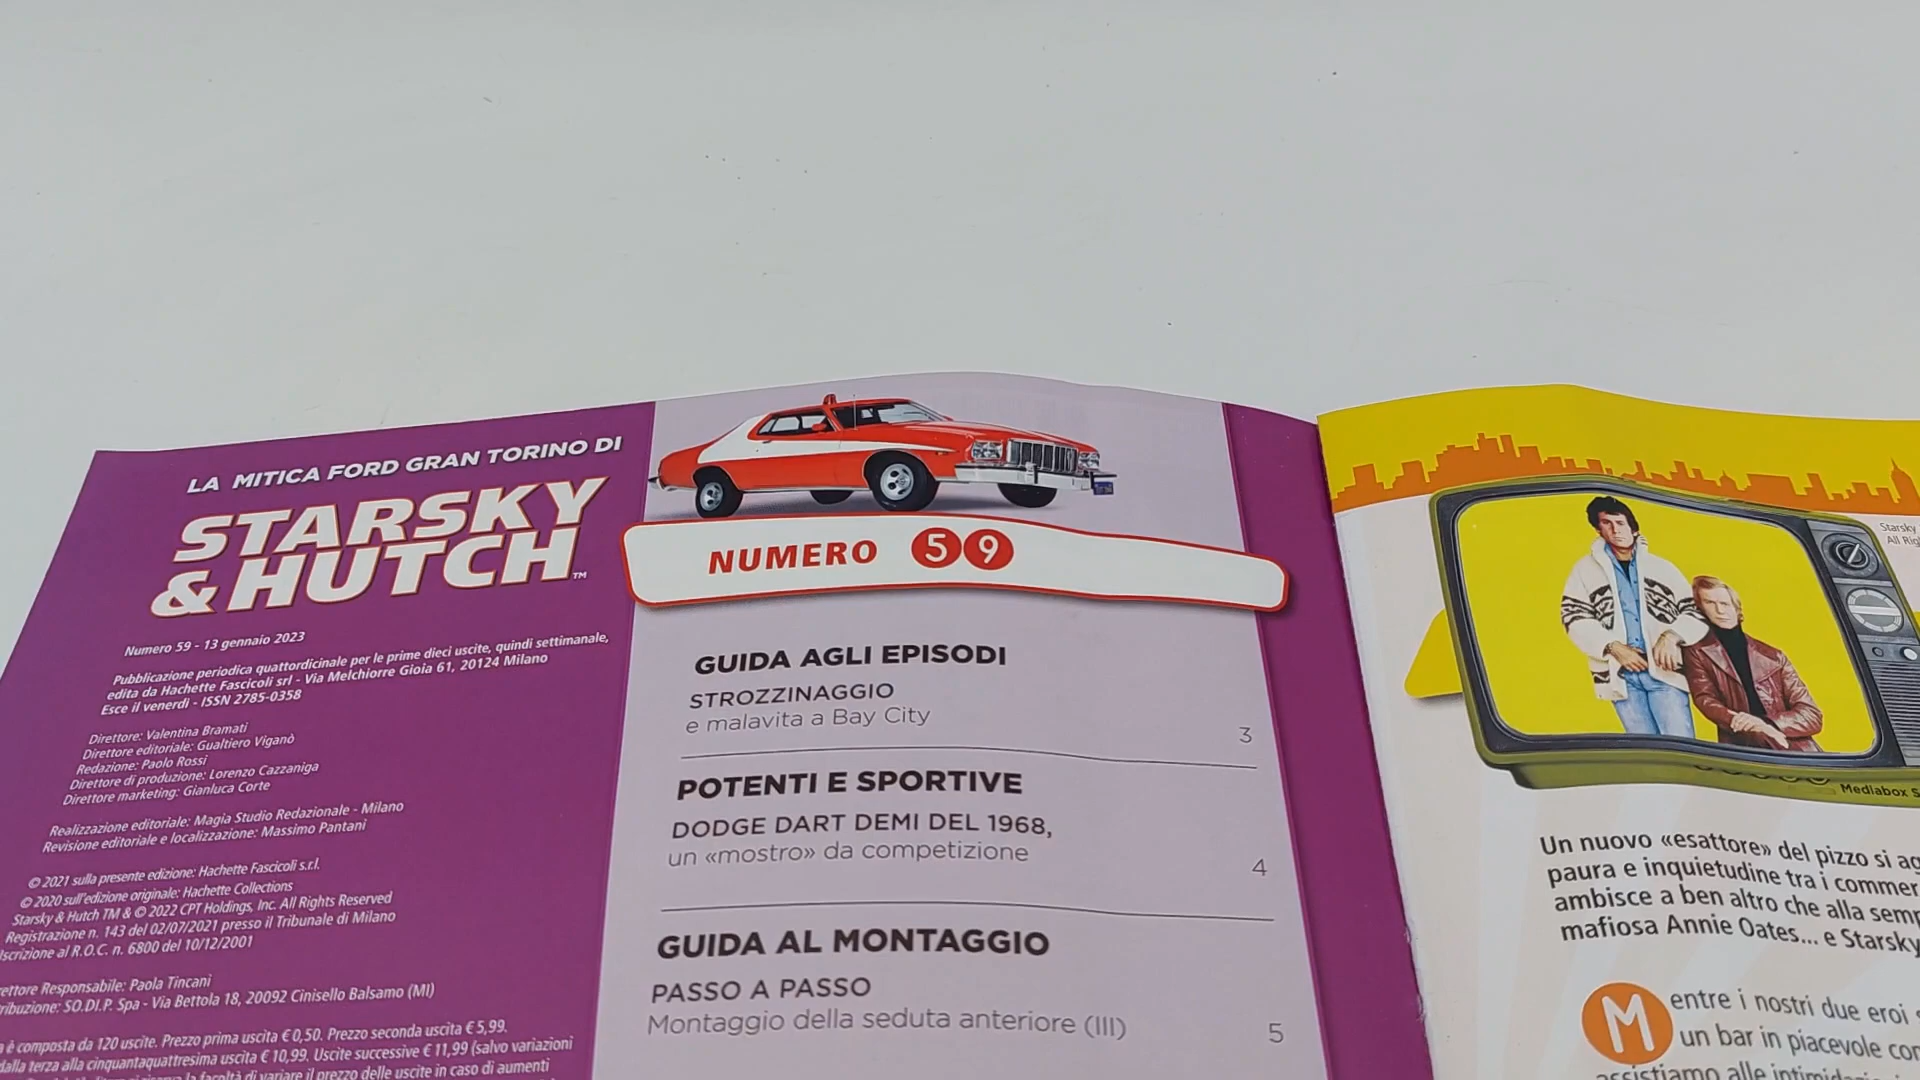 LA MITICA FORD GRAN TORINO DI
STARSKY
& HUTCH™
Numero 59 - 13 gennaio 2023
Pubblicazione periodica quattordicinale per le prime dieci uscite, quindi settimanale,
edita da Hachette Fascicoli srl - Via Melchiorre Gioia 61, 20124 Milano
Esce il venerdì - ISSN 2785-0358
Direttore: Valentina Bramati
Direttore editoriale: Gualtiero Viganò
Redazione: Paolo Rossi
Direttore di produzione: Lorenzo Cazzaniga
Direttore marketing: Gianluca Corte
Realizzazione editoriale: Magia Studio Redazionale - Milano
Revisione editoriale e localizzazione: Massimo Pantani
© 2021 sulla presente edizione: Hachette Fascicoli s.r.l.
© 2020 sull'edizione originale: Hachette Collections
Starsky & Hutch TM & © 2022 CPT Holdings, Inc. All Rights Reserved
Registrazione n. 143 del 02/07/2021 presso il Tribunale di Milano
Iscrizione al R.O.C. n. 6800 del 10/12/2001
Responsabile: Paola Tincani
SO.DI.P. Spa - Via Bettola 18, 20092 Cinisello Balsamo (MI)
è composta da 120 uscite. Prezzo prima uscita € 0,50. Prezzo seconda uscita € 5,99.
dalla terza alla cinquantaquattresima uscita € 10,99. Uscite successive € 11,99 (salvo variazioni
la facoltà di variare il prezzo delle uscite in caso di aumenti
NUMERO 59
GUIDA AGLI EPISODI
STROZZINAGGIO
e malavita a Bay City
3
POTENTI E SPORTIVE
DODGE DART DEMI DEL 1968,
un «mostro» da competizione
4
GUIDA AL MONTAGGIO
PASSO A PASSO
Montaggio della seduta anteriore (III)
5
Starsky
All Rig
Mediabox S
Un nuovo «esattore» del pizzo si ag
paura e inquietudine tra i commer
ambisce a ben altro che alla semp
mafiosa Annie Oates... e Starsky
Mentre i nostri due eroi
un bar in piacevole con
assistiamo alle